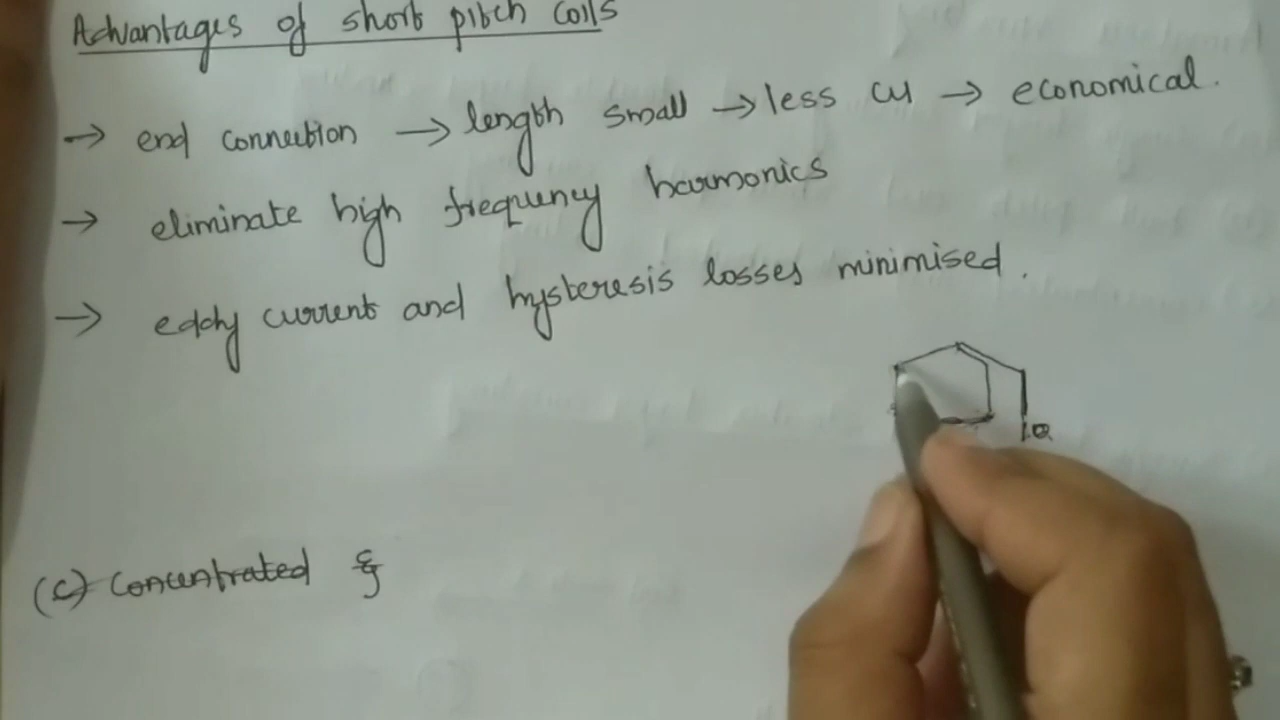 Advantages of short pitch coils
→ end connection → length small → less cu → economical.
→ eliminate high frequency harmonics
→ eddy current and hysteresis losses minimised.
(c) Concentrated &